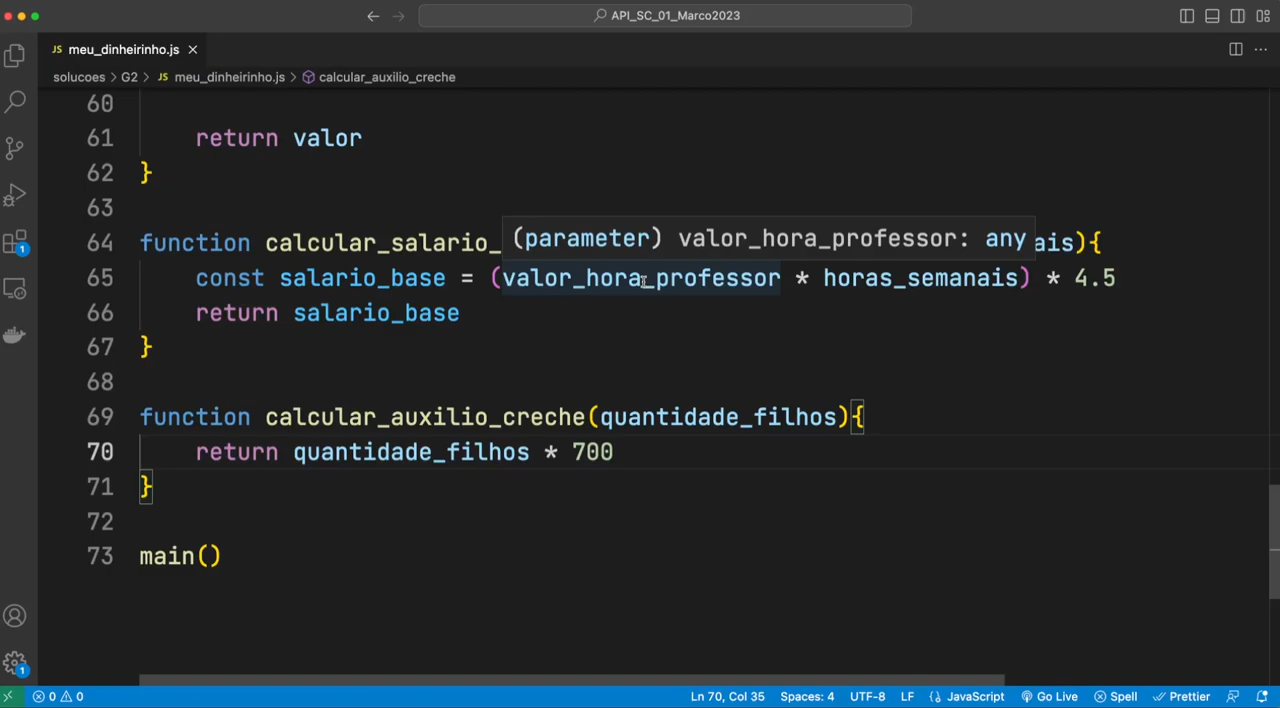 API_SC_01_Marco2023
JS meu_dinheirinho.js
solucoes > G2 > JS meu_dinheirinho.js > calcular_auxilio_creche
60
61 return valor
62 }
63
(parameter) valor_hora_professor: any
64 function calcular_salario_ ais){
65 const salario_base = (valor_hora_professor * horas_semanais) * 4.5
66 return salario_base
67 }
68
69 function calcular_auxilio_creche(quantidade_filhos){
70 return quantidade_filhos * 700
71 }
72
73 main()
1
1
0 0 Ln 70, Col 35 Spaces: 4 UTF-8 LF JavaScript Go Live Spell Prettier